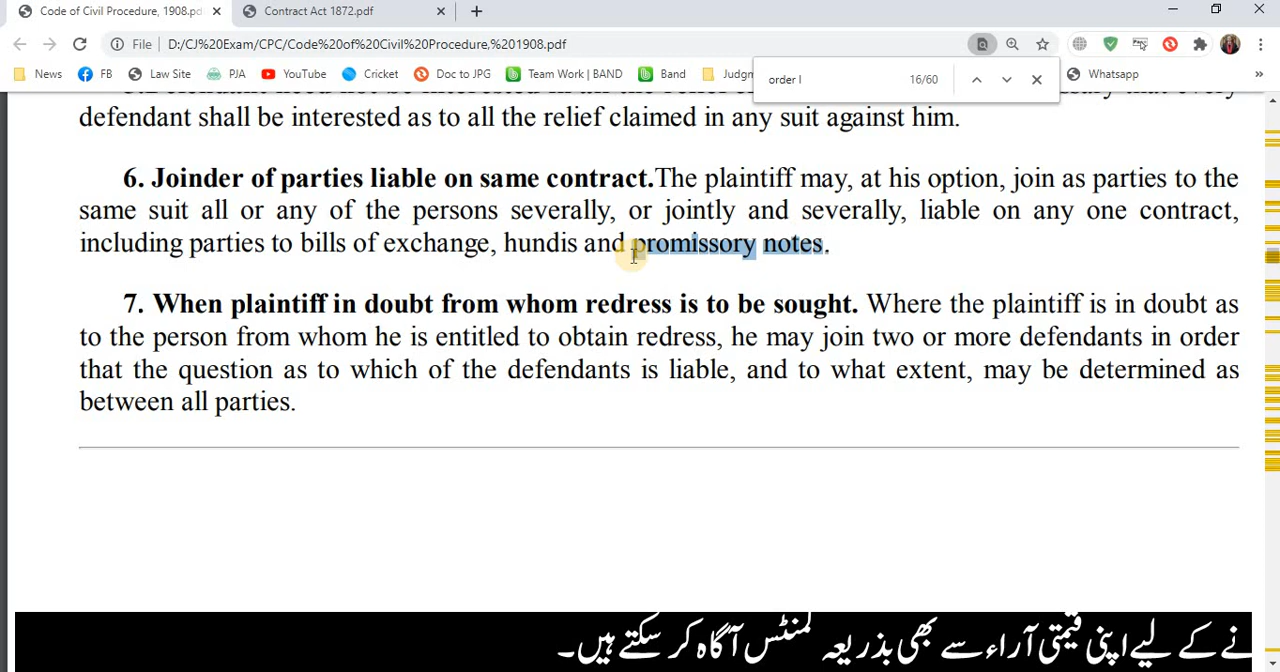 Code of Civil Procedure, 1908.pd
Contract Act 1872.pdf
File
D:/CJ%20Exam/CPC/Code%20of%20Civil%20Procedure,%201908.pdf
News
FB
Law Site
PJA
YouTube
Cricket
Doc to JPG
Team Work | BAND
Band
Judgn
order I
16/60
Whatsapp
»
defendant shall be interested as to all the relief claimed in any suit against him.
6. Joinder of parties liable on same contract.The plaintiff may, at his option, join as parties to the
same suit all or any of the persons severally, or jointly and severally, liable on any one contract,
including parties to bills of exchange, hundis and promissory notes.
7. When plaintiff in doubt from whom redress is to be sought. Where the plaintiff is in doubt as
to the person from whom he is entitled to obtain redress, he may join two or more defendants in order
that the question as to which of the defendants is liable, and to what extent, may be determined as
between all parties.
نے کے لیے اپنی قیمتی آراء سے بھی بذریعہ کمنٹس آگاہ کر سکتے ہیں۔